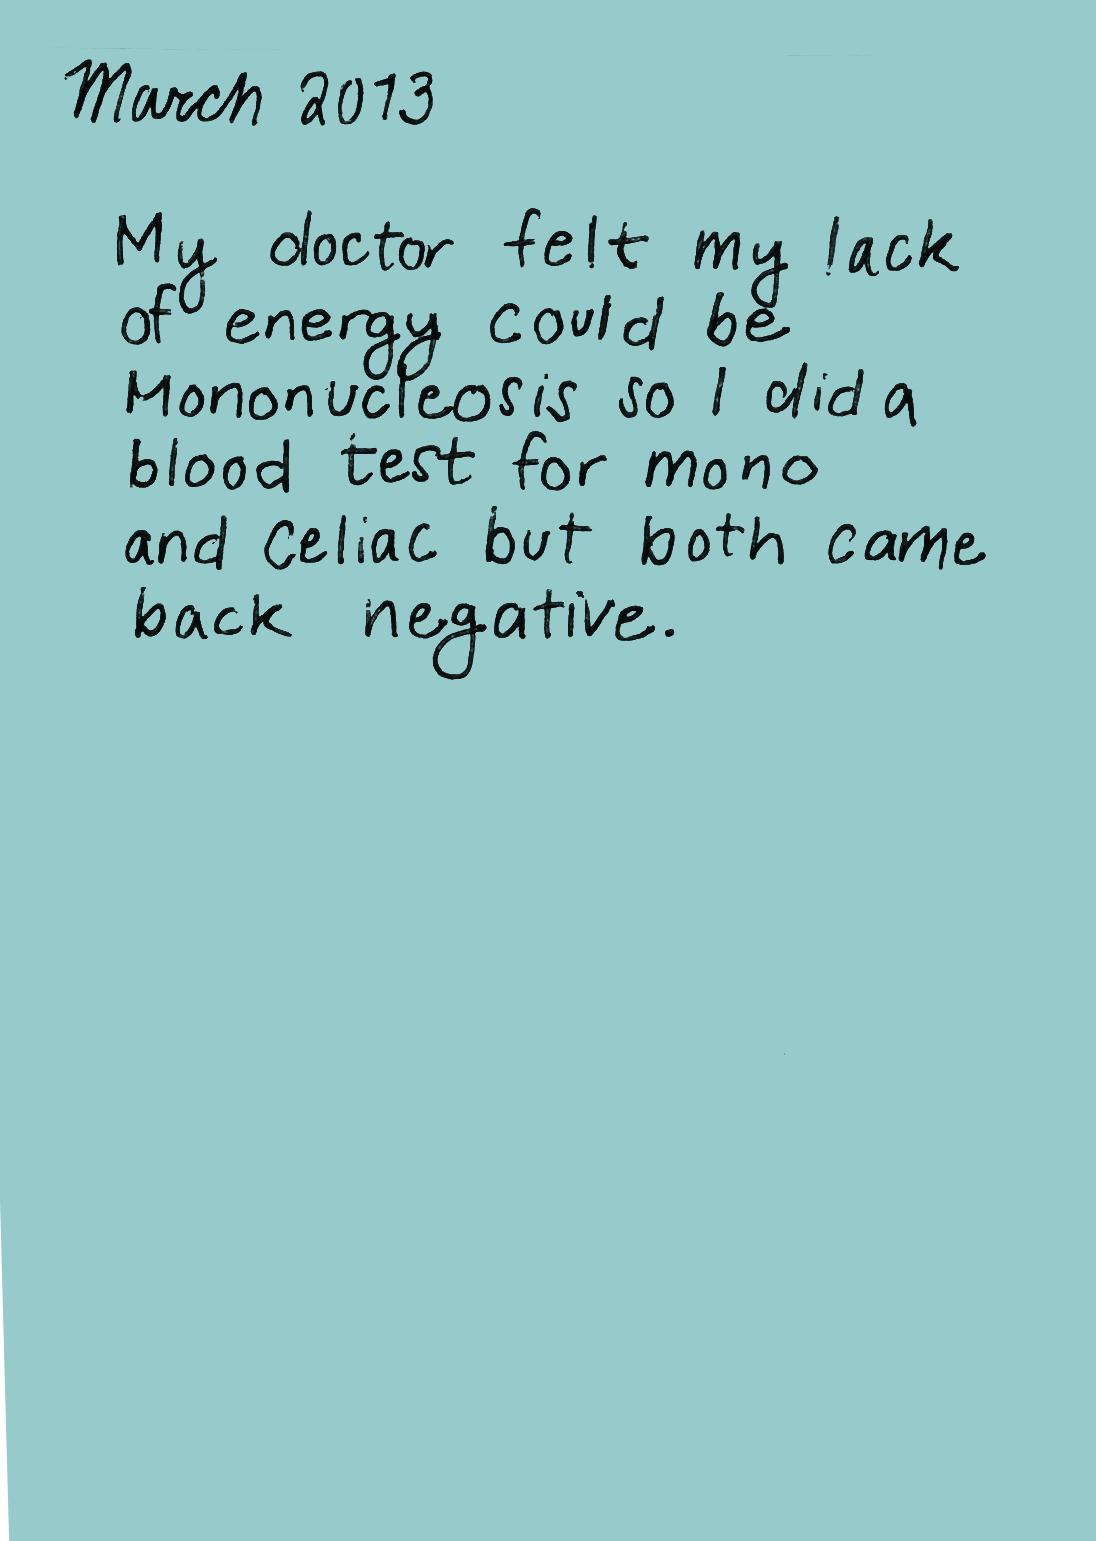 March 2013
My doctor felt my lack
of energy could be
Mononucleosis so I did a
blood test for mono
and Celiac but both came
back negative.